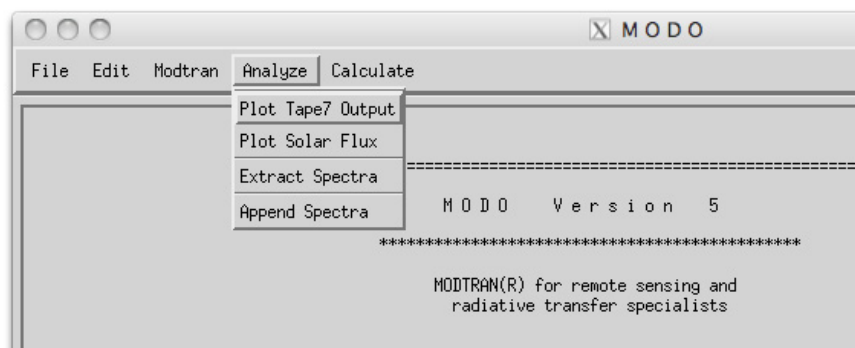 X MODO
File Edit Modtran Analyze Calculate
Plot Tape7 Output
Plot Solar Flux
Extract Spectra
Append Spectra
================================================
M O D O   V e r s i o n   5
**********************************************
MODTRAN(R) for remote sensing and
radiative transfer specialists